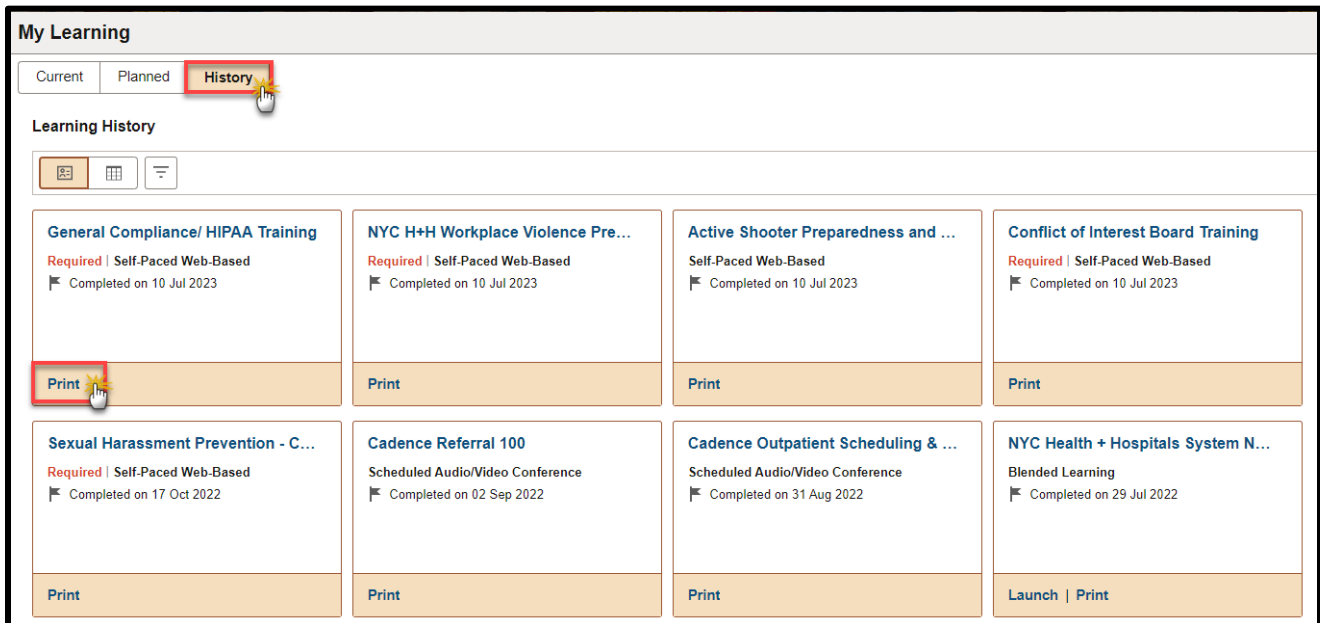 My Learning
Current Planned History
Learning History
General Compliance/ HIPAA Training
Required | Self-Paced Web-Based
Completed on 10 Jul 2023
Print
NYC H+H Workplace Violence Pre...
Required | Self-Paced Web-Based
Completed on 10 Jul 2023
Print
Active Shooter Preparedness and ...
Self-Paced Web-Based
Completed on 10 Jul 2023
Print
Conflict of Interest Board Training
Required | Self-Paced Web-Based
Completed on 10 Jul 2023
Print
Sexual Harassment Prevention - C...
Required | Self-Paced Web-Based
Completed on 17 Oct 2022
Print
Cadence Referral 100
Scheduled Audio/Video Conference
Completed on 02 Sep 2022
Print
Cadence Outpatient Scheduling & ...
Scheduled Audio/Video Conference
Completed on 31 Aug 2022
Print
NYC Health + Hospitals System N...
Blended Learning
Completed on 29 Jul 2022
Launch | Print